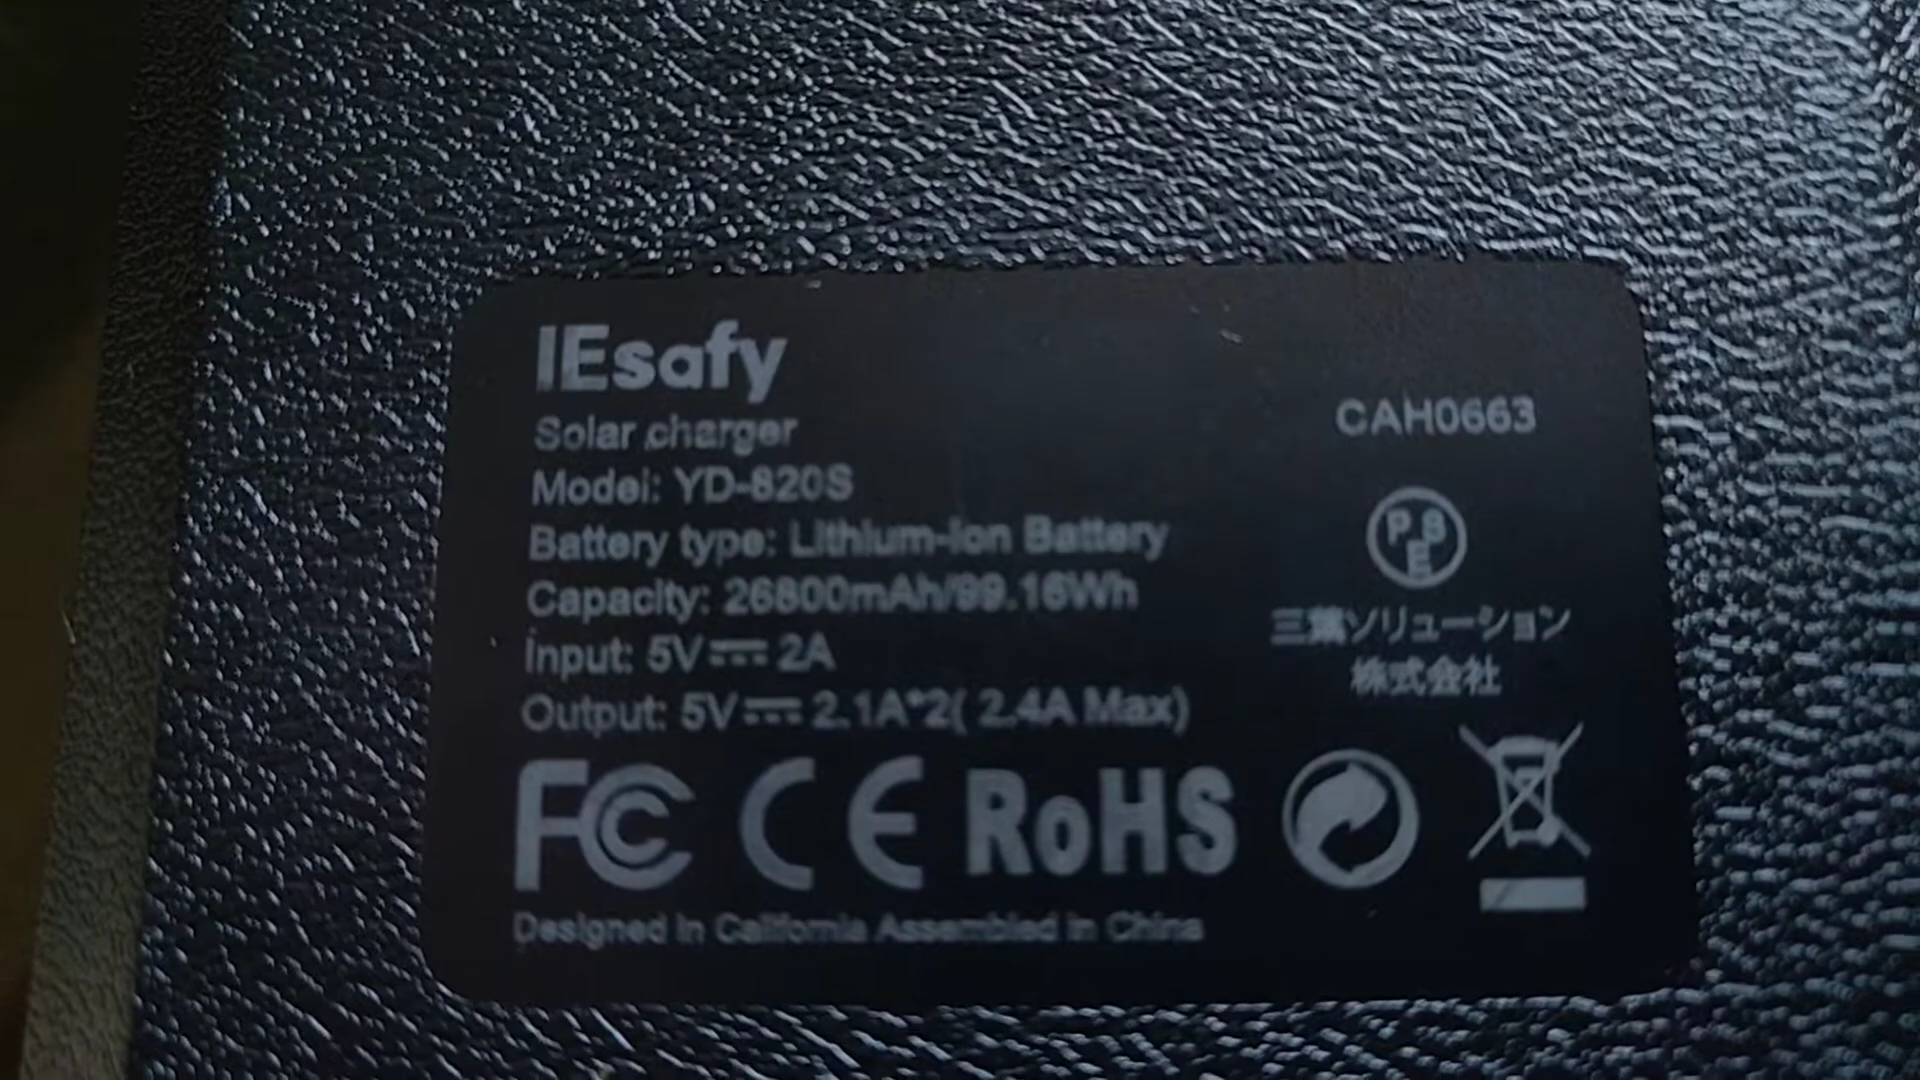 IEsafy
Solar charger
Model: YD-820S
Battery type: Lithium-Ion Battery
Capacity: 26800mAh/99.16Wh
Input: 5V⎓2A
Output: 5V⎓2.1A*2( 2.4A Max)
FC CE RoHS
Designed in California Assembled in China
CAH0663
PSE
三葉ソリューション
株式会社